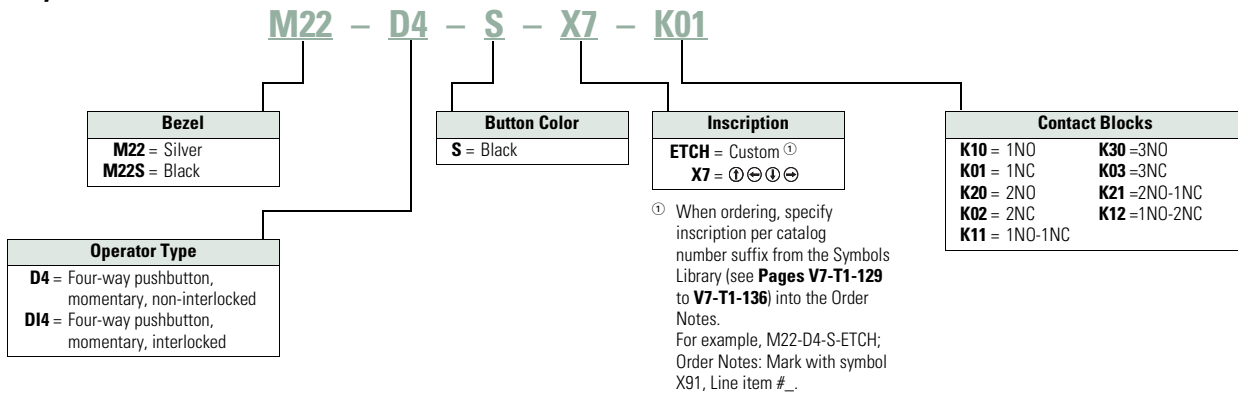 M22 – D4 – S – X7 – K01
Bezel
M22 = Silver
M22S = Black
Operator Type
D4 = Four-way pushbutton,
momentary, non-interlocked
DI4 = Four-way pushbutton,
momentary, interlocked
Button Color
S = Black
Inscription
ETCH = Custom ①
X7 =
① When ordering, specify
inscription per catalog
number suffix from the Symbols
Library (see Pages V7-T1-129
to V7-T1-136) into the Order
Notes.
For example, M22-D4-S-ETCH;
Order Notes: Mark with symbol
X91, Line item #_.
Contact Blocks
K10 = 1NO K30 =3NO
K01 = 1NC K03 =3NC
K20 = 2NO K21 =2NO-1NC
K02 = 2NC K12 =1NO-2NC
K11 = 1NO-1NC